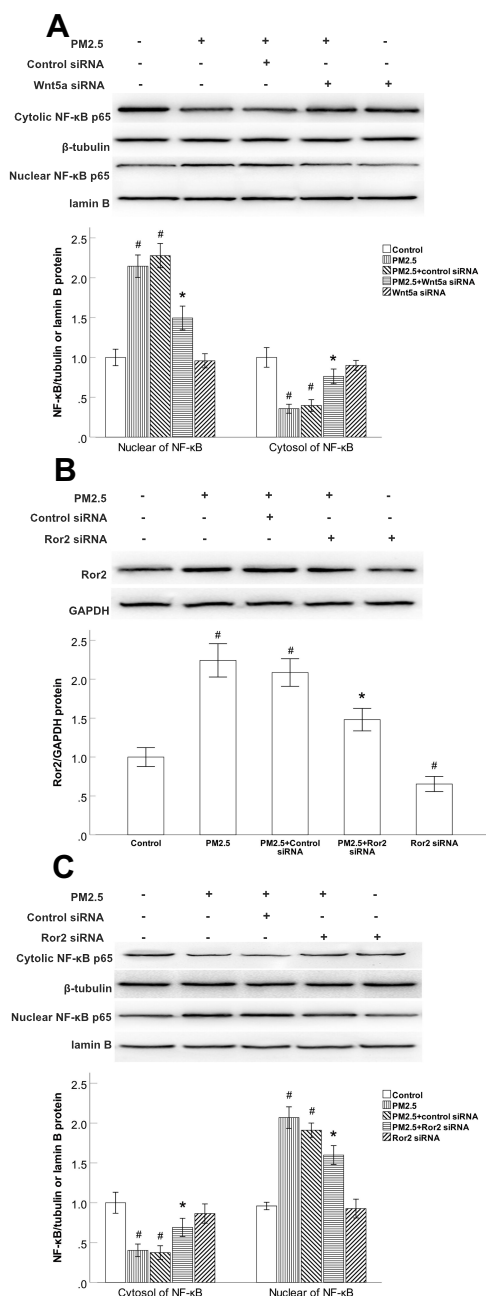 A
PM2.5 - + + + -
Control siRNA - - + - -
Wnt5a siRNA - - - + +
Cytolic NF-κB p65
β-tubulin
Nuclear NF-κB p65
lamin B
NF-κB/tubulin or lamin B protein
2.5
2.0
1.5
1.0
.5
.0
# # *
# # *
Nuclear of NF-κB Cytosol of NF-κB
Control
PM2.5
PM2.5+control siRNA
PM2.5+Wnt5a siRNA
Wnt5a siRNA
B
PM2.5 - + + + -
Control siRNA - - + - -
Ror2 siRNA - - - + +
Ror2
GAPDH
Ror2/GAPDH protein
2.5
2.0
1.0
1.0
.5
.0
# # * #
Control PM2.5 PM2.5+Control siRNA PM2.5+Ror2 siRNA Ror2 siRNA
C
PM2.5 - + + + -
Control siRNA - - + - -
Ror2 siRNA - - - + +
Cytolic NF-κB p65
β-tubulin
Nuclear NF-κB p65
lamin B
NF-κB/tubulin or lamin B protein
2.5
2.0
1.5
1.0
.5
.0
# # *
# # *
Cytosol of NF-κB Nuclear of NF-κB
Control
PM2.5
PM2.5+control siRNA
PM2.5+Ror2 siRNA
Ror2 siRNA